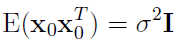 E(x₀x₀ᵀ) = σ²I